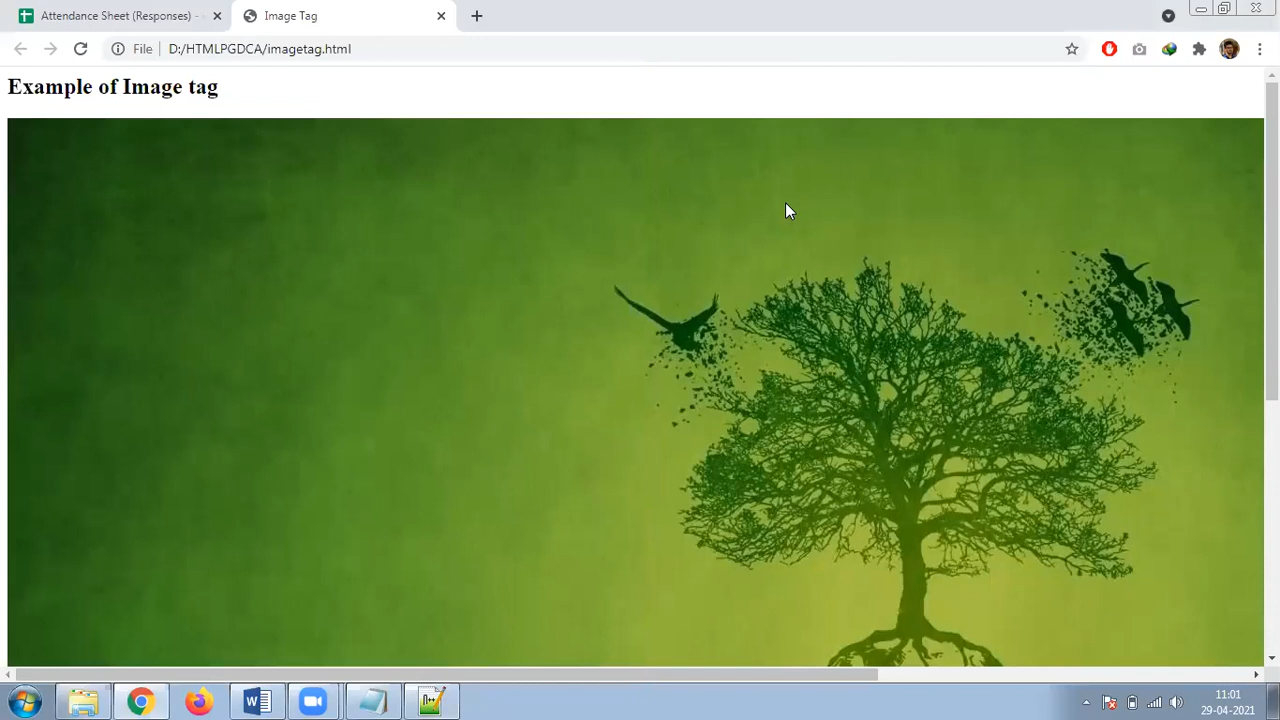 Attendance Sheet (Responses) -
Image Tag
File
D:/HTMLPGDCA/imagetag.html
Example of Image tag
11:01
29-04-2021